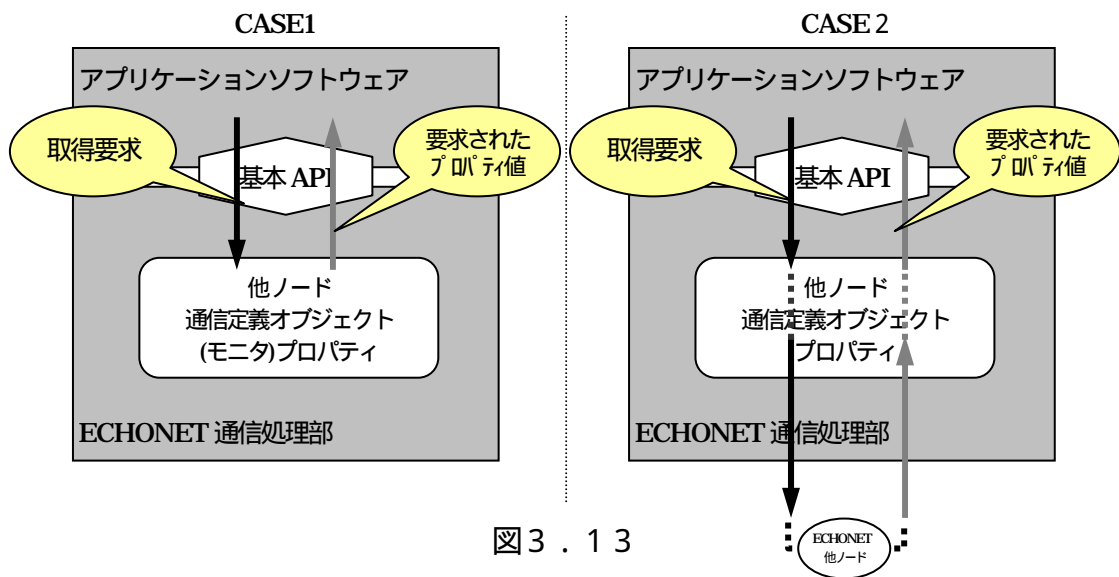 CASE1
アプリケーションソフトウェア
取得要求
要求された
プロパティ値
基本 API
他ノード
通信定義オブジェクト
(モニタ)プロパティ
ECHONET 通信処理部
CASE 2
アプリケーションソフトウェア
取得要求
要求された
プロパティ値
基本 API
他ノード
通信定義オブジェクト
プロパティ
ECHONET 通信処理部
ECHONET
他ノード
図3.13